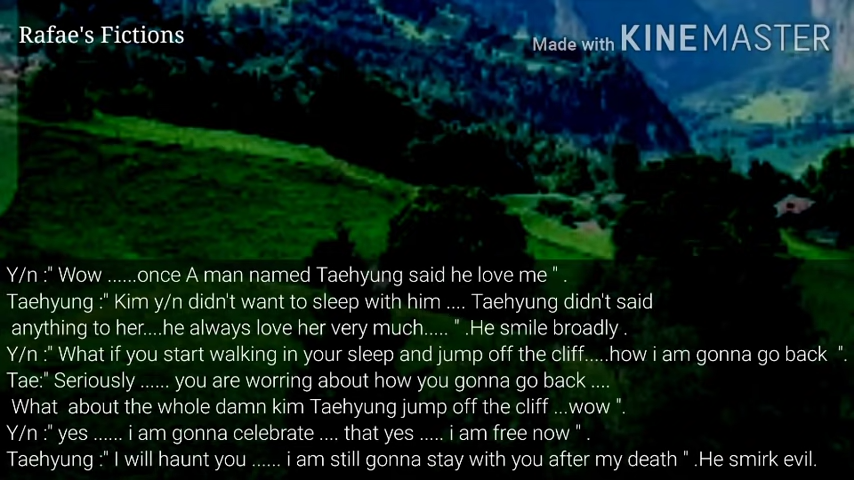 Rafae's Fictions
Made with KINEMASTER
Y/n :" Wow ......once A man named Taehyung said he love me " .
Taehyung :" Kim y/n didn't want to sleep with him .... Taehyung didn't said
anything to her....he always love her very much..... " .He smile broadly .
Y/n :" What if you start walking in your sleep and jump off the cliff.....how i am gonna go back ".
Tae:" Seriously ...... you are worring about how you gonna go back ....
What about the whole damn kim Taehyung jump off the cliff ...wow ".
Y/n :" yes ...... i am gonna celebrate .... that yes ..... i am free now " .
Taehyung :" I will haunt you ...... i am still gonna stay with you after my death " .He smirk evil.